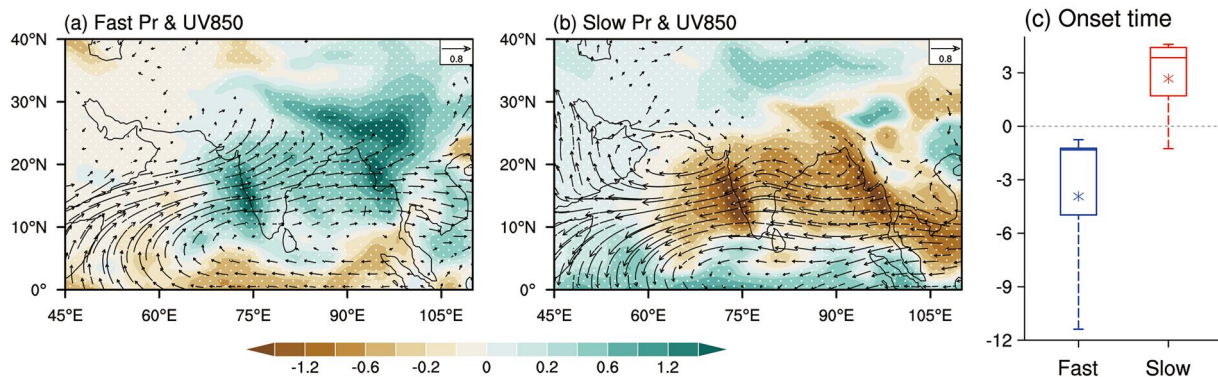 (a) Fast Pr & UV850
40°N
30°N
20°N
10°N
0°
45°E 60°E 75°E 90°E 105°E
0.8
(b) Slow Pr & UV850
40°N
30°N
20°N
10°N
0°
45°E 60°E 75°E 90°E 105°E
0.8
-1.2 -0.6 -0.2 0 0.2 0.6 1.2
(c) Onset time
3
0
-3
-6
-9
-12
Fast Slow